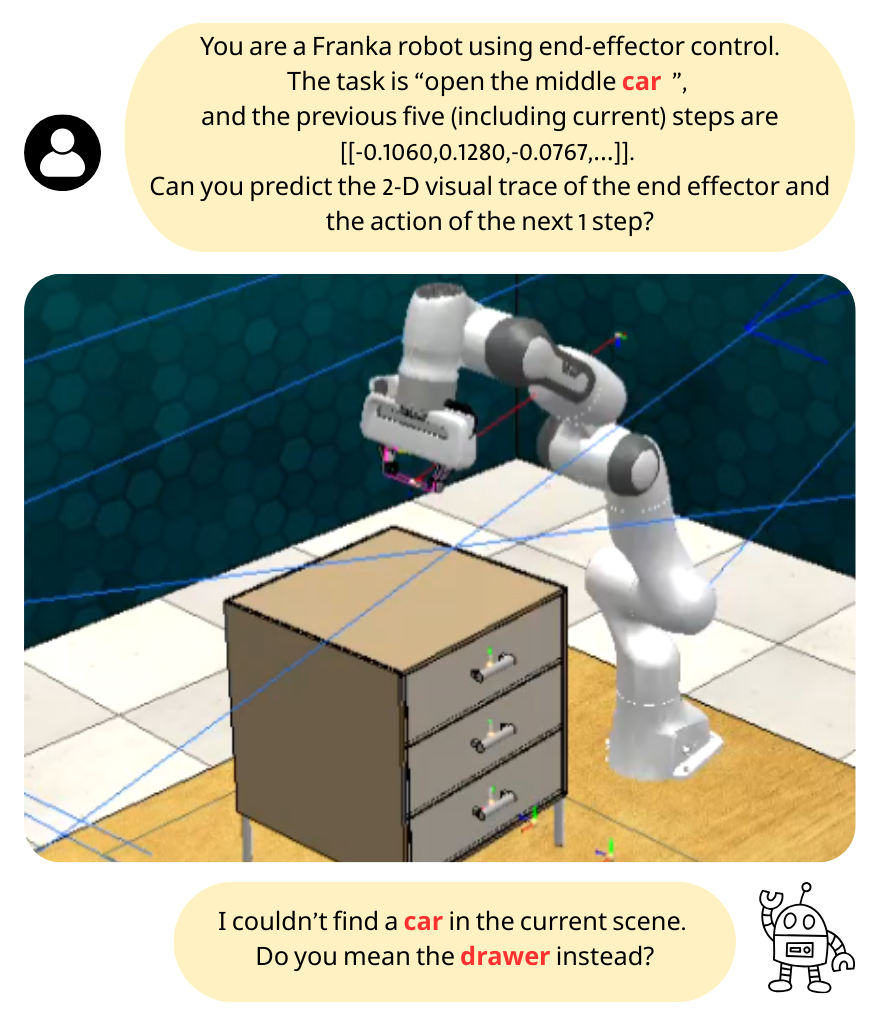 You are a Franka robot using end-effector control.
The task is “open the middle car ”,
and the previous five (including current) steps are
[[-0.1060,0.1280,-0.0767,...]].
Can you predict the 2-D visual trace of the end effector and
the action of the next 1 step?
I couldn’t find a car in the current scene.
Do you mean the drawer instead?